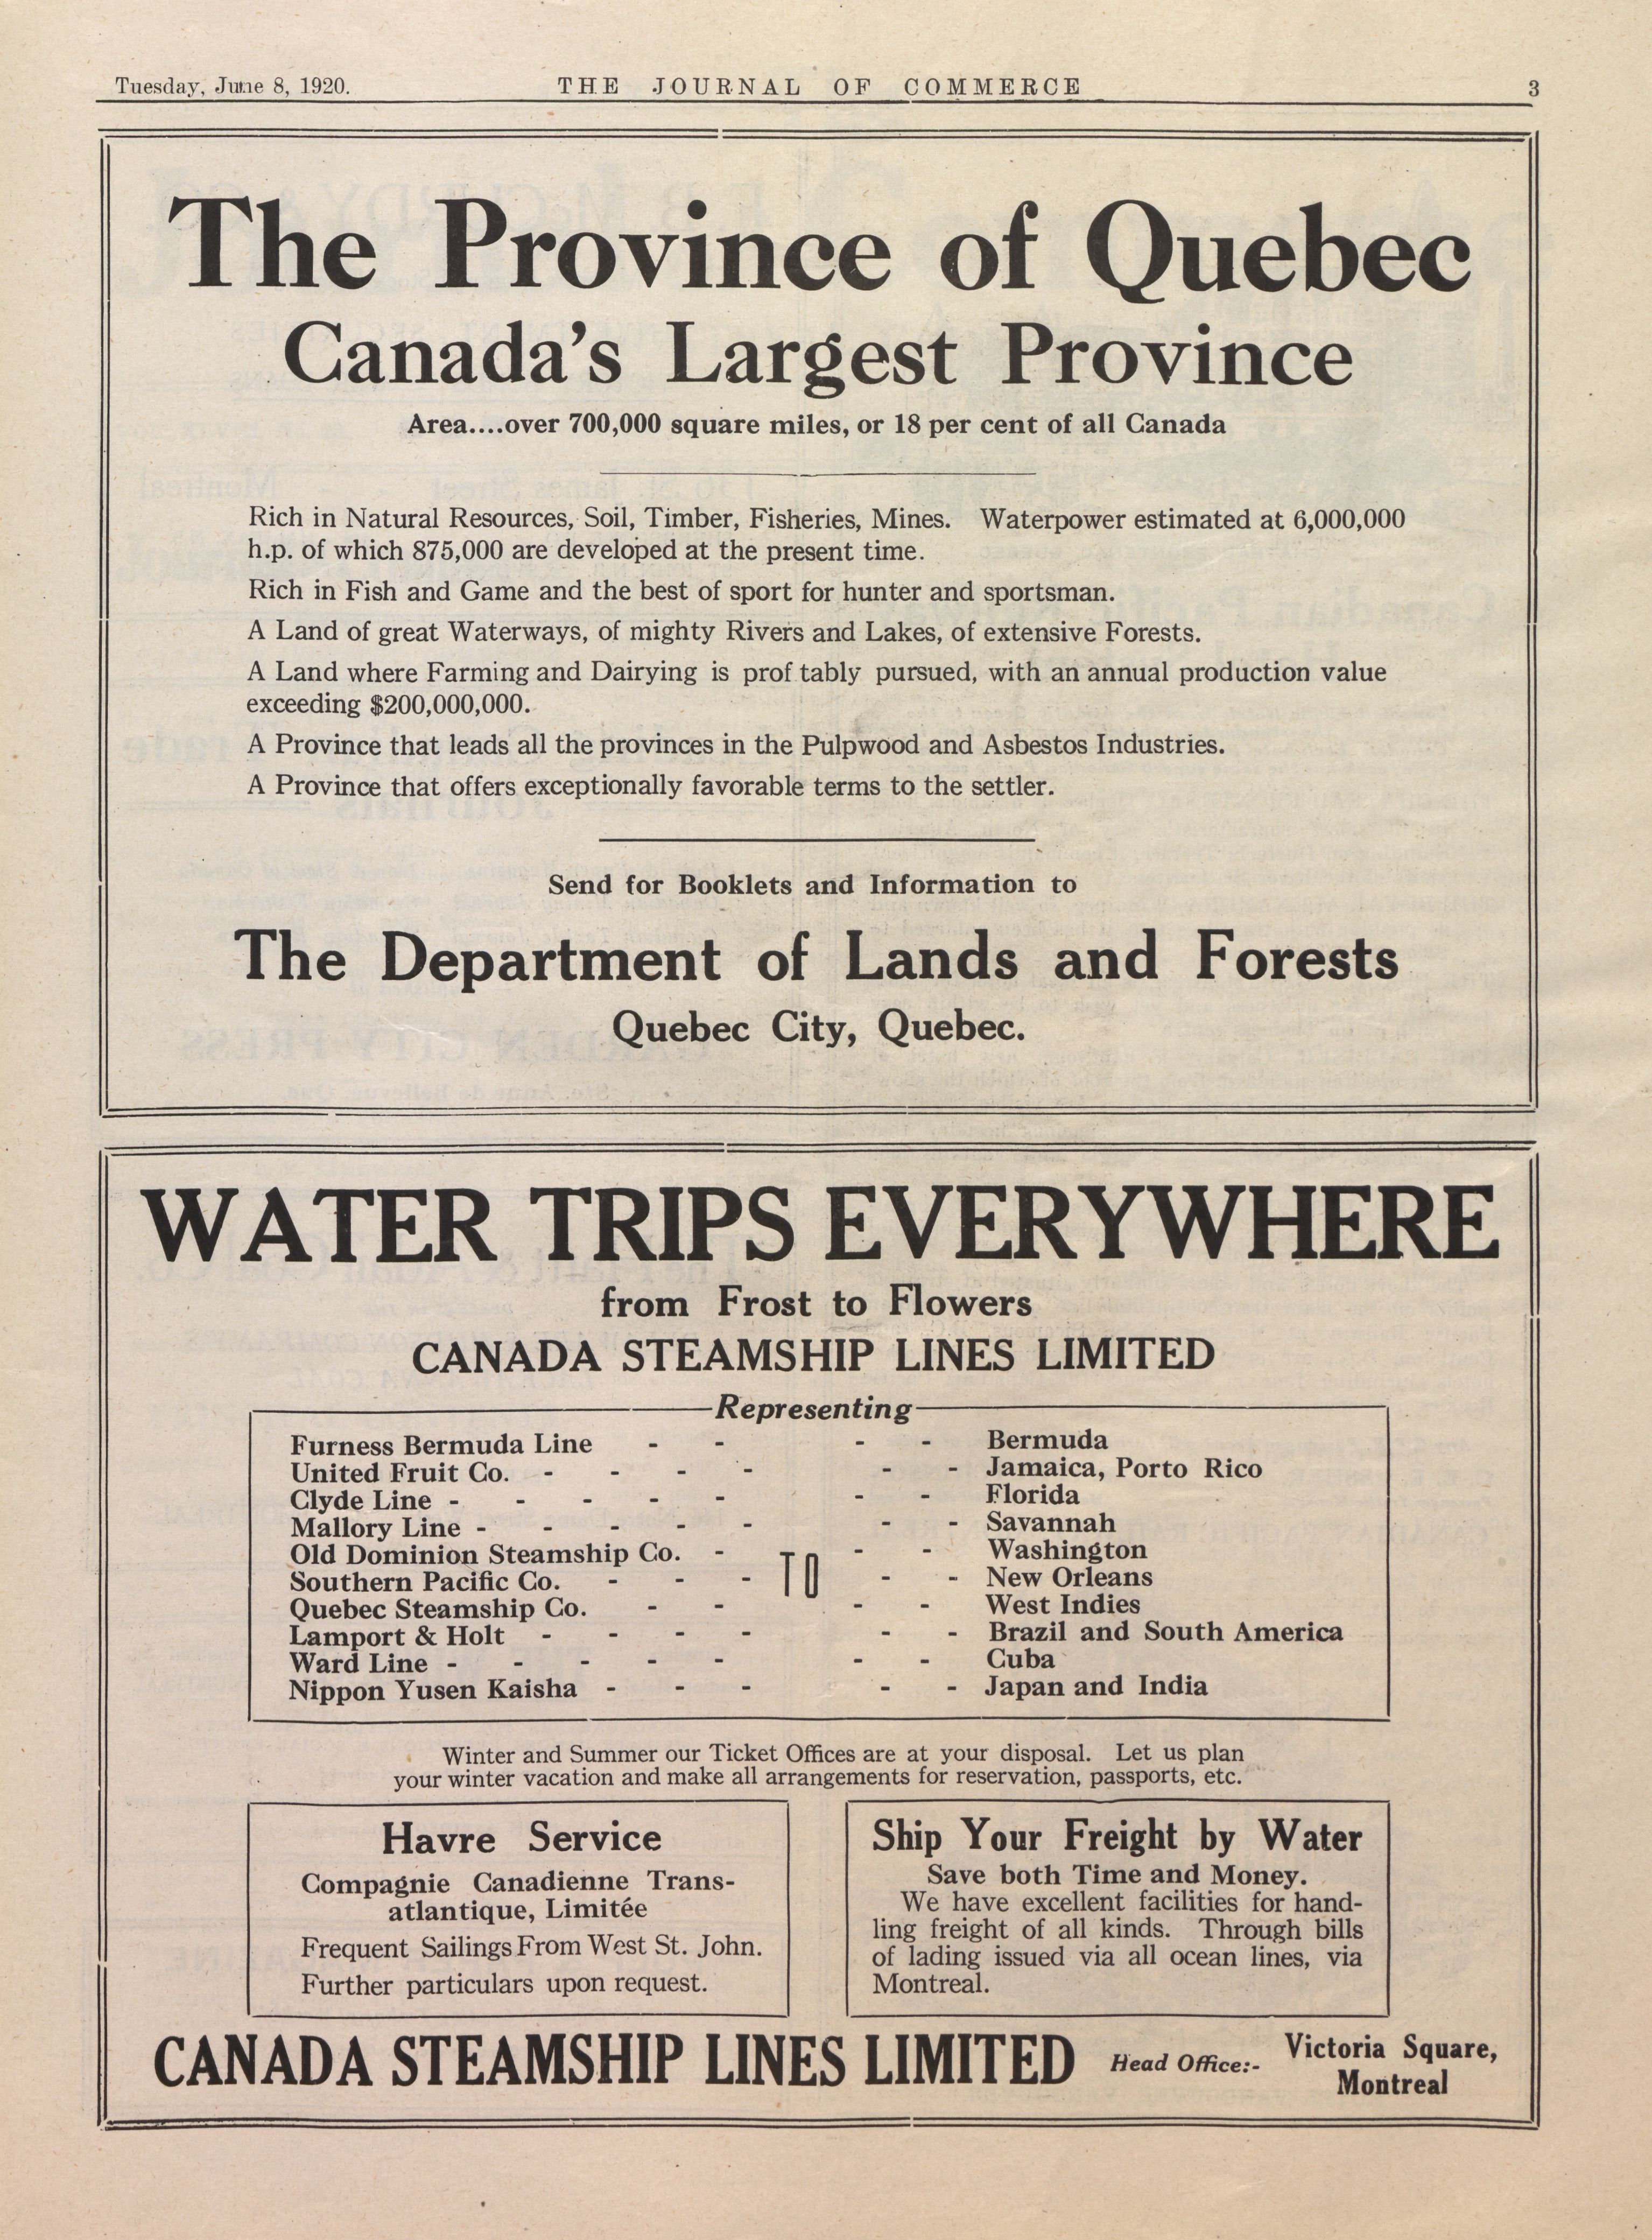 Tuesday, June 8, 1920. THE JOURNAL OF COMMERCE 3
The Province of Quebec
Canada's Largest Province
Area....over 700,000 square miles, or 18 per cent of all Canada
Rich in Natural Resources, Soil, Timber, Fisheries, Mines. Waterpower estimated at 6,000,000
h.p. of which 875,000 are developed at the present time.
Rich in Fish and Game and the best of sport for hunter and sportsman.
A Land of great Waterways, of mighty Rivers and Lakes, of extensive Forests.
A Land where Farming and Dairying is prof tably pursued, with an annual production value
exceeding $200,000,000.
A Province that leads all the provinces in the Pulpwood and Asbestos Industries.
A Province that offers exceptionally favorable terms to the settler.
Send for Booklets and Information to
The Department of Lands and Forests
Quebec City, Quebec.
WATER TRIPS EVERYWHERE
from Frost to Flowers
CANADA STEAMSHIP LINES LIMITED
Representing
Furness Bermuda Line - - - - Bermuda
United Fruit Co. - - - - - - Jamaica, Porto Rico
Clyde Line - - - - - - - Florida
Mallory Line - - - - - - - Savannah
Old Dominion Steamship Co. - - - Washington
TO
Southern Pacific Co. - - - - - New Orleans
Quebec Steamship Co. - - - - West Indies
Lamport & Holt - - - - - - Brazil and South America
Ward Line - - - - - - - Cuba
Nippon Yusen Kaisha - - - - - Japan and India
Winter and Summer our Ticket Offices are at your disposal. Let us plan
your winter vacation and make all arrangements for reservation, passports, etc.
Havre Service
Compagnie Canadienne Trans-
atlantique, Limitée
Frequent Sailings From West St. John.
Further particulars upon request.
Ship Your Freight by Water
Save both Time and Money.
We have excellent facilities for hand-
ling freight of all kinds. Through bills
of lading issued via all ocean lines, via
Montreal.
CANADA STEAMSHIP LINES LIMITED Head Office:- Victoria Square,
Montreal